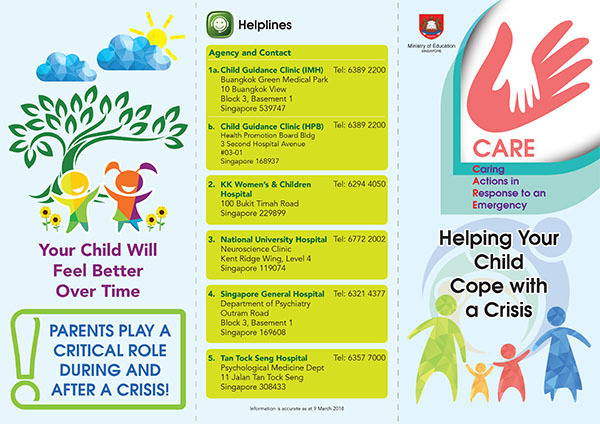 Your Child Will
Feel Better
Over Time
PARENTS PLAY A
CRITICAL ROLE
DURING AND
AFTER A CRISIS!
Helplines
Agency and Contact
1a. Child Guidance Clinic (IMH) Tel: 6389 2200
Buangkok Green Medical Park
10 Buangkok View
Block 3, Basement 1
Singapore 539747
b. Child Guidance Clinic (HPB) Tel: 6389 2200
Health Promotion Board Bldg
3 Second Hospital Avenue
#03-01
Singapore 168937
2. KK Women's & Children Tel: 6294 4050
Hospital
100 Bukit Timah Road
Singapore 229899
3. National University Hospital Tel: 6772 2002
Neuroscience Clinic
Kent Ridge Wing, Level 4
Singapore 119074
4. Singapore General Hospital Tel: 6321 4377
Department of Psychiatry
Outram Road
Block 3, Basement 1
Singapore 169608
5. Tan Tock Seng Hospital Tel: 6357 7000
Psychological Medicine Dept
11 Jalan Tan Tock Seng
Singapore 308433
Information is accurate as at 9 March 2018
Ministry of Education
SINGAPORE
CARE
Caring
Actions in
Response to an
Emergency
Helping Your
Child
Cope with
a Crisis